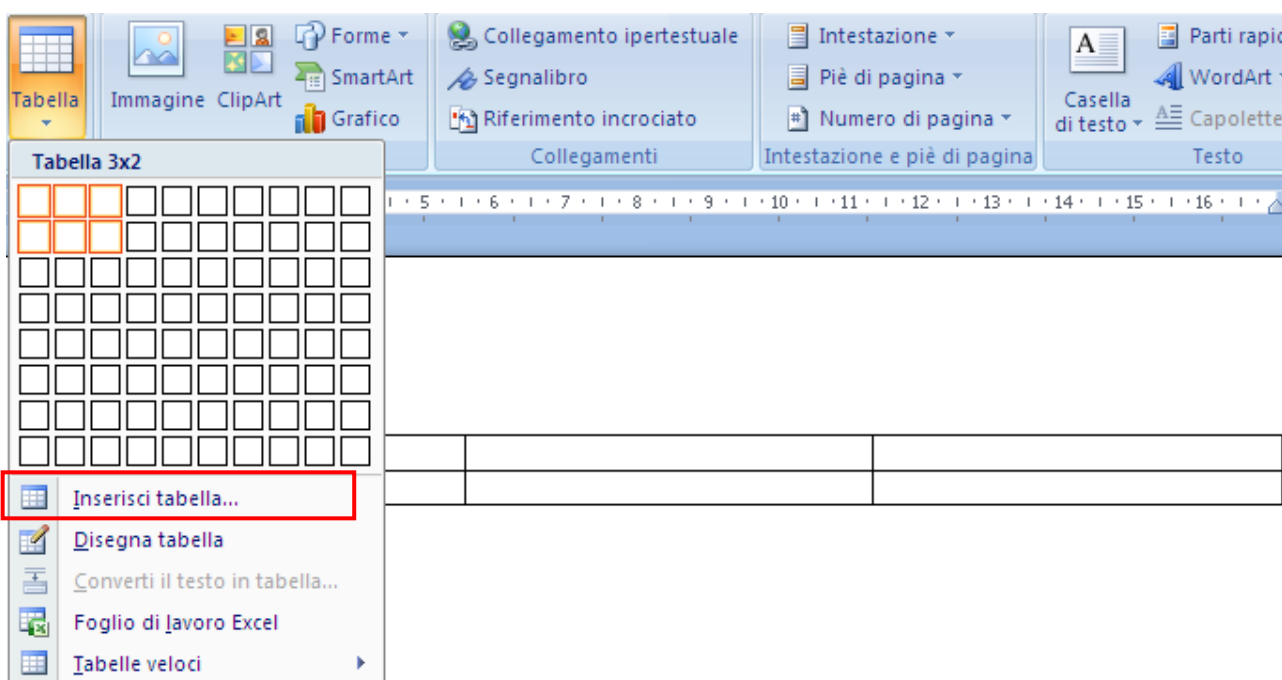 Tabella
Immagine
ClipArt
Forme
SmartArt
Grafico
Collegamento ipertestuale
Segnalibro
Riferimento incrociato
Collegamenti
Intestazione
Piè di pagina
Numero di pagina
Intestazione e piè di pagina
A
Casella
di testo
Parti rapid
WordArt
Capolette
Testo
Tabella 3x2
5 6 7 8 9 10 11 12 13 14 15 16
Inserisci tabella...
Disegna tabella
Converti il testo in tabella...
Foglio di lavoro Excel
Tabelle veloci